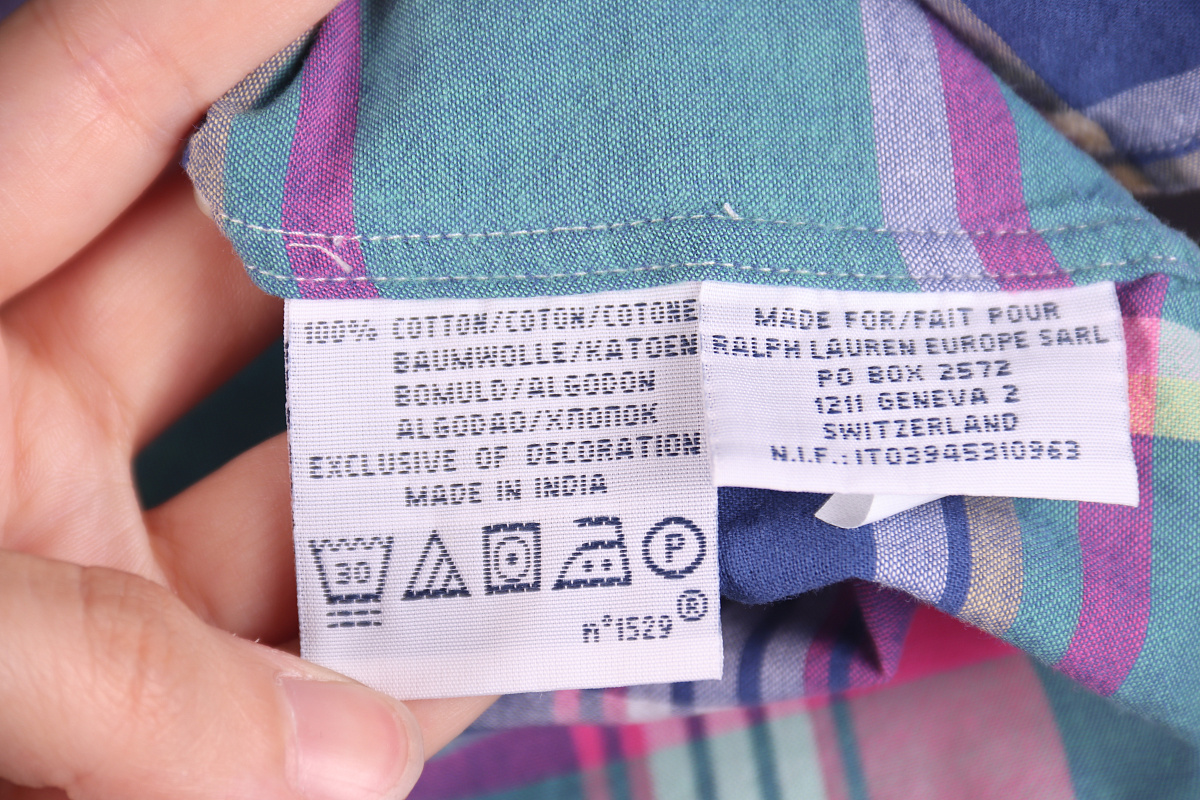 100% COTTON/COTON/COTONE
BAUMWOLLE/KATOEN
BOMULD/ALGODON
ALGODAO/ΧΠΟΠΟΚ
EXCLUSIVE OF DECORATION
MADE IN INDIA
30
P
n°1529®
MADE FOR/FAIT POUR
RALPH LAUREN EUROPE SARL
PO BOX 2572
1211 GENEVA 2
SWITZERLAND
N.I.F.:IT03945310963